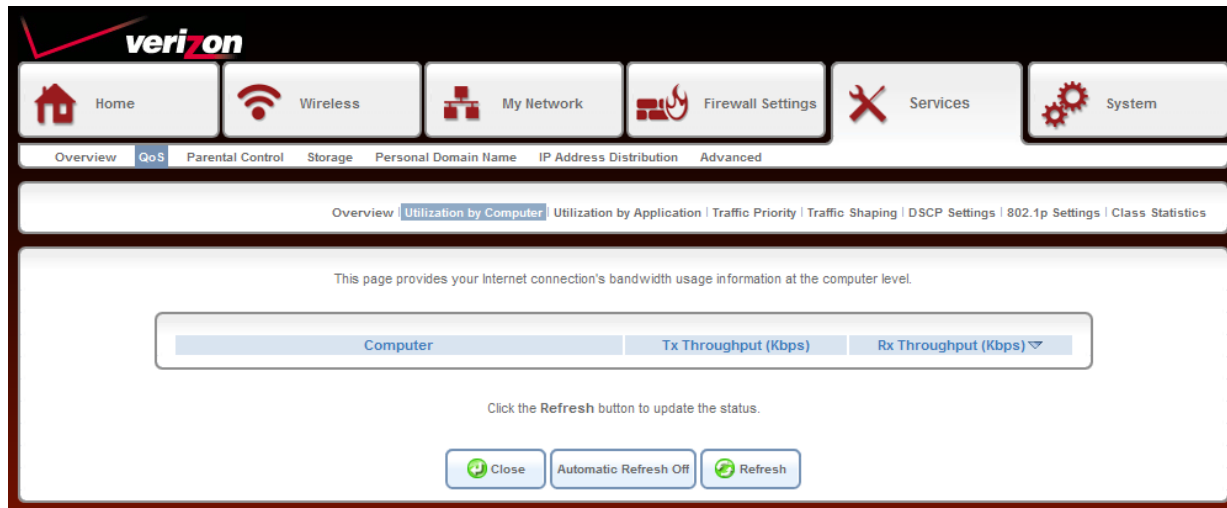 verizon
Home Wireless My Network Firewall Settings Services System
Overview QoS Parental Control Storage Personal Domain Name IP Address Distribution Advanced
Overview | Utilization by Computer | Utilization by Application | Traffic Priority | Traffic Shaping | DSCP Settings | 802.1p Settings | Class Statistics
This page provides your Internet connection's bandwidth usage information at the computer level.
Computer Tx Throughput (Kbps) Rx Throughput (Kbps)
Click the Refresh button to update the status.
Close Automatic Refresh Off Refresh